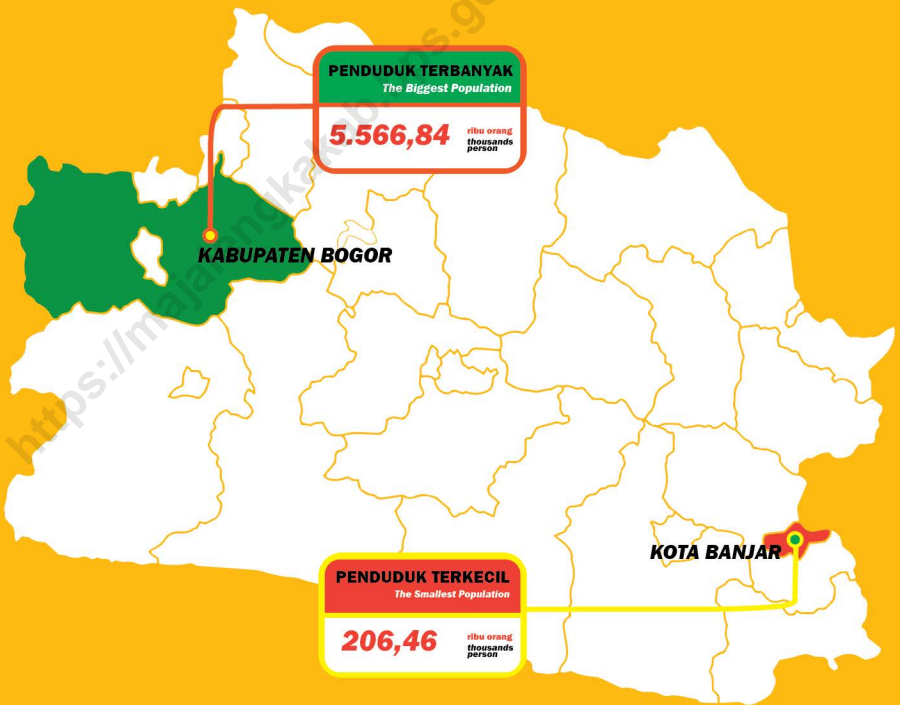 PENDUDUK TERBANYAK
The Biggest Population
5.566,84
ribu orang
thousands
person
KABUPATEN BOGOR
KOTA BANJAR
PENDUDUK TERKECIL
The Smallest Population
206,46
ribu orang
thousands
person